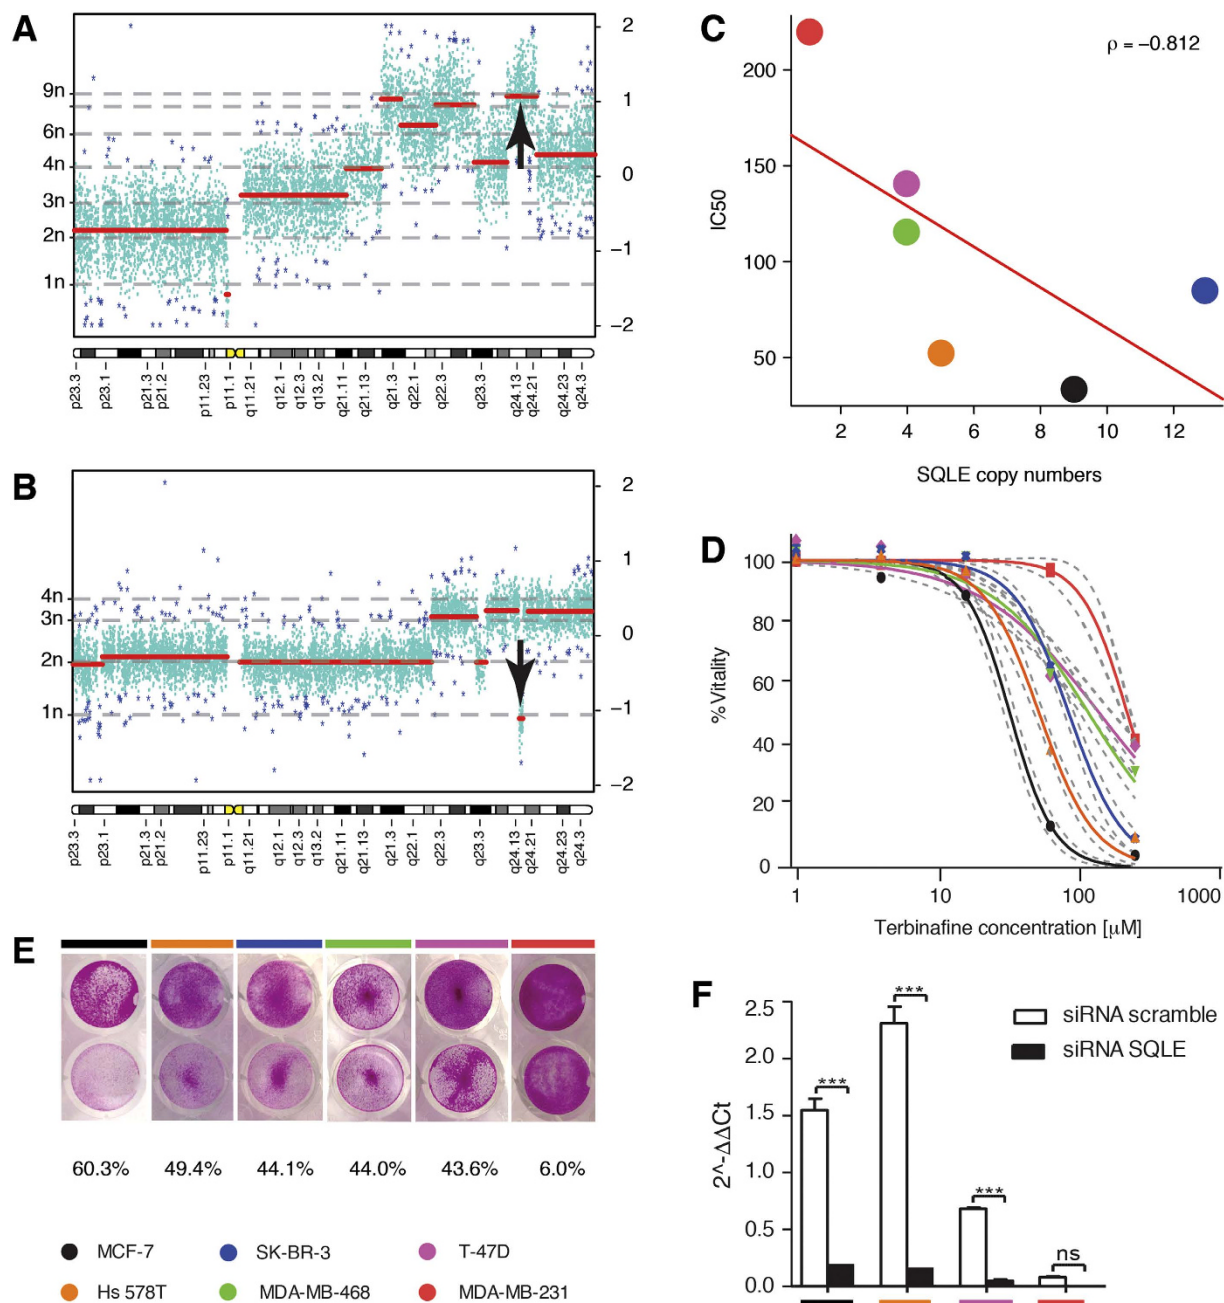 A
2
9n
1
6n
4n
0
3n
2n
-1
1n
-2
p23.3
p23.1
p21.3
p21.2
p11.23
p11.1
q11.21
q12.1
q12.3
q13.2
q21.11
q21.13
q21.3
q22.1
q22.3
q23.3
q24.13
q24.21
q24.23
q24.3
B
2
1
4n
3n
0
2n
1n
-1
-2
p23.3
p23.1
p21.3
p21.2
p11.23
p11.1
q11.21
q12.1
q12.3
q13.2
q21.11
q21.13
q21.3
q22.1
q22.3
q23.3
q24.13
q24.21
q24.23
q24.3
C
ρ = −0.812
200
150
100
50
IC50
2 4 6 8 10 12
SQLE copy numbers
D
100
80
60
40
20
0
% Vitality
1 10 100 1000
Terbinafine concentration [µM]
E
60.3% 49.4% 44.1% 44.0% 43.6% 6.0%
MCF-7 SK-BR-3 T-47D
Hs 578T MDA-MB-468 MDA-MB-231
F
2.5
2.0
1.5
1.0
0.5
0.0
2^-ΔΔCt
*** *** *** ns
siRNA scramble
siRNA SQLE